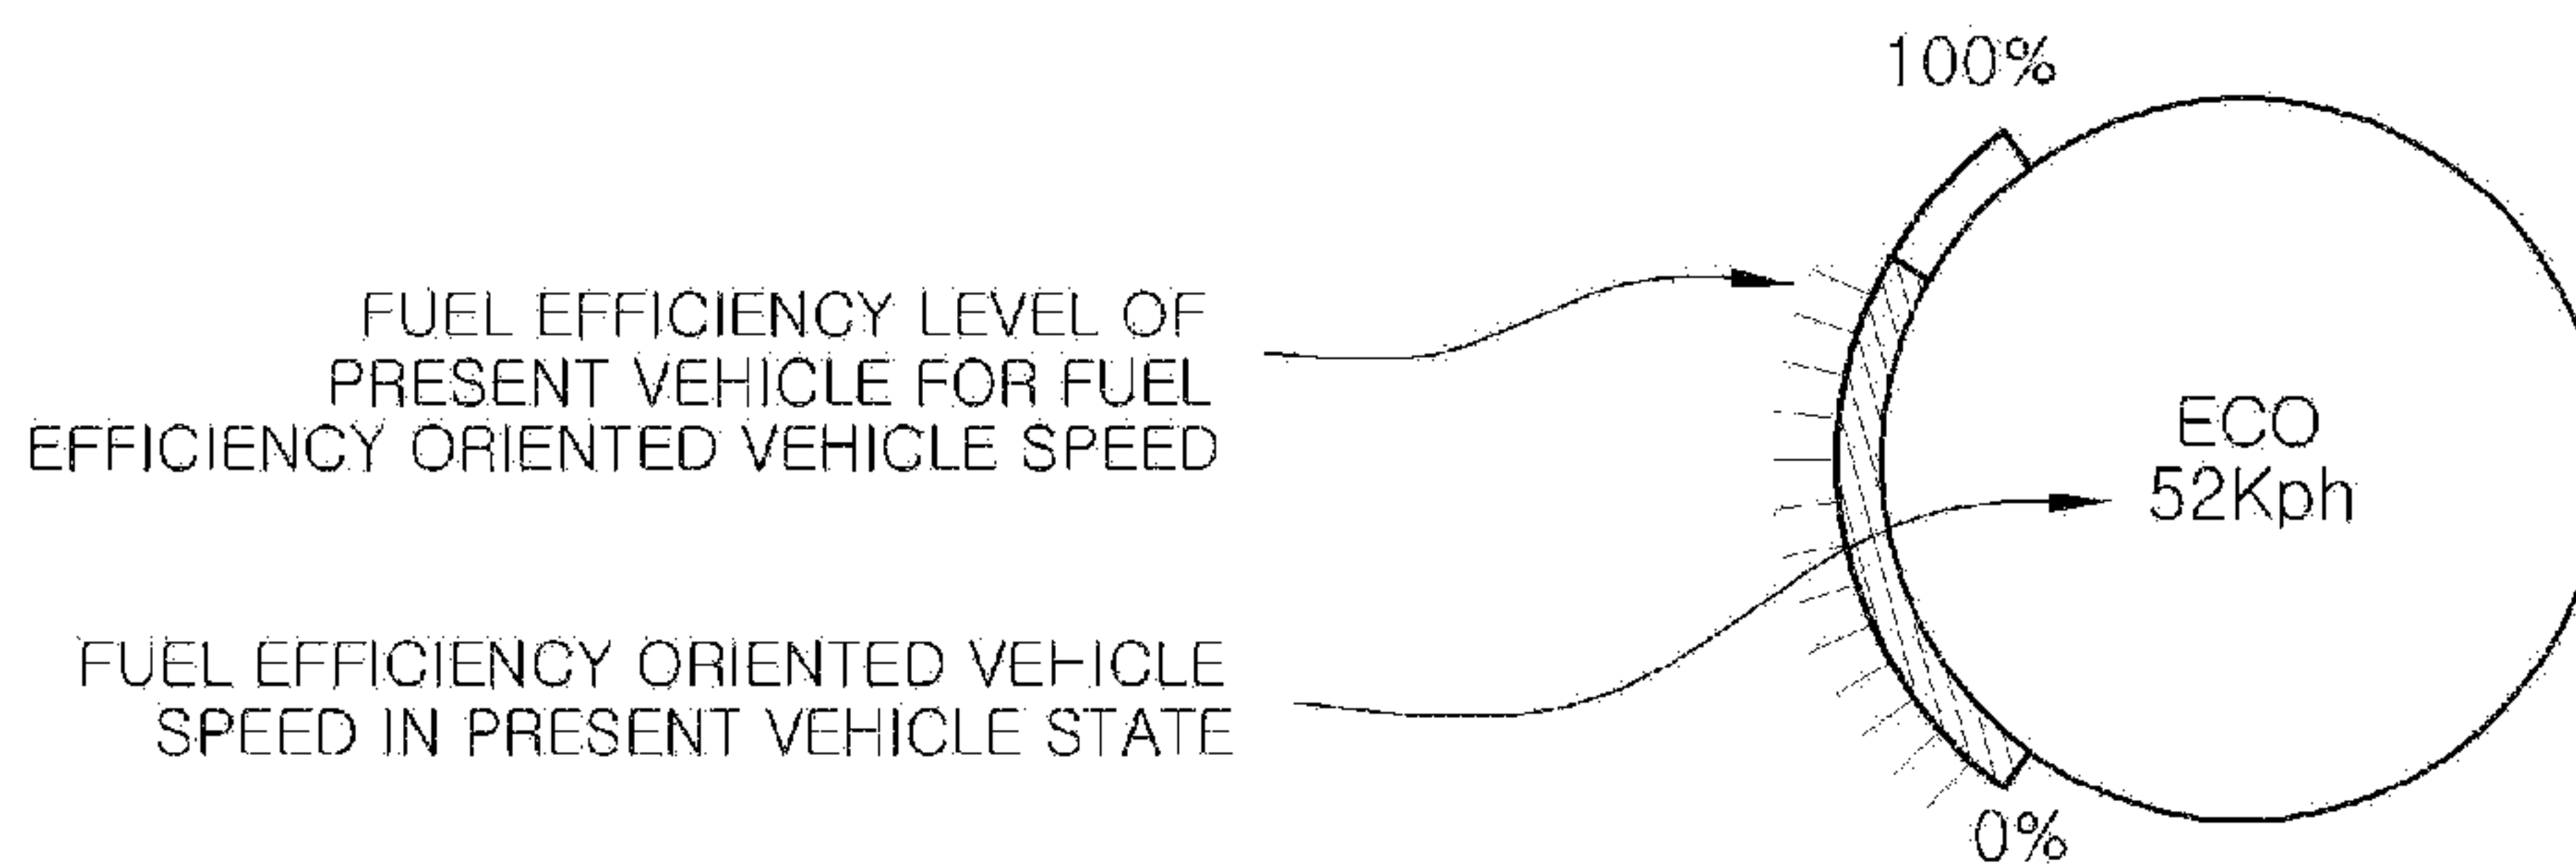 100%
FUEL EFFICIENCY LEVEL OF
PRESENT VEHICLE FOR FUEL
EFFICIENCY ORIENTED VEHICLE SPEED
ECO
52Kph
FUEL EFFICIENCY ORIENTED VEHICLE
SPEED IN PRESENT VEHICLE STATE
0%